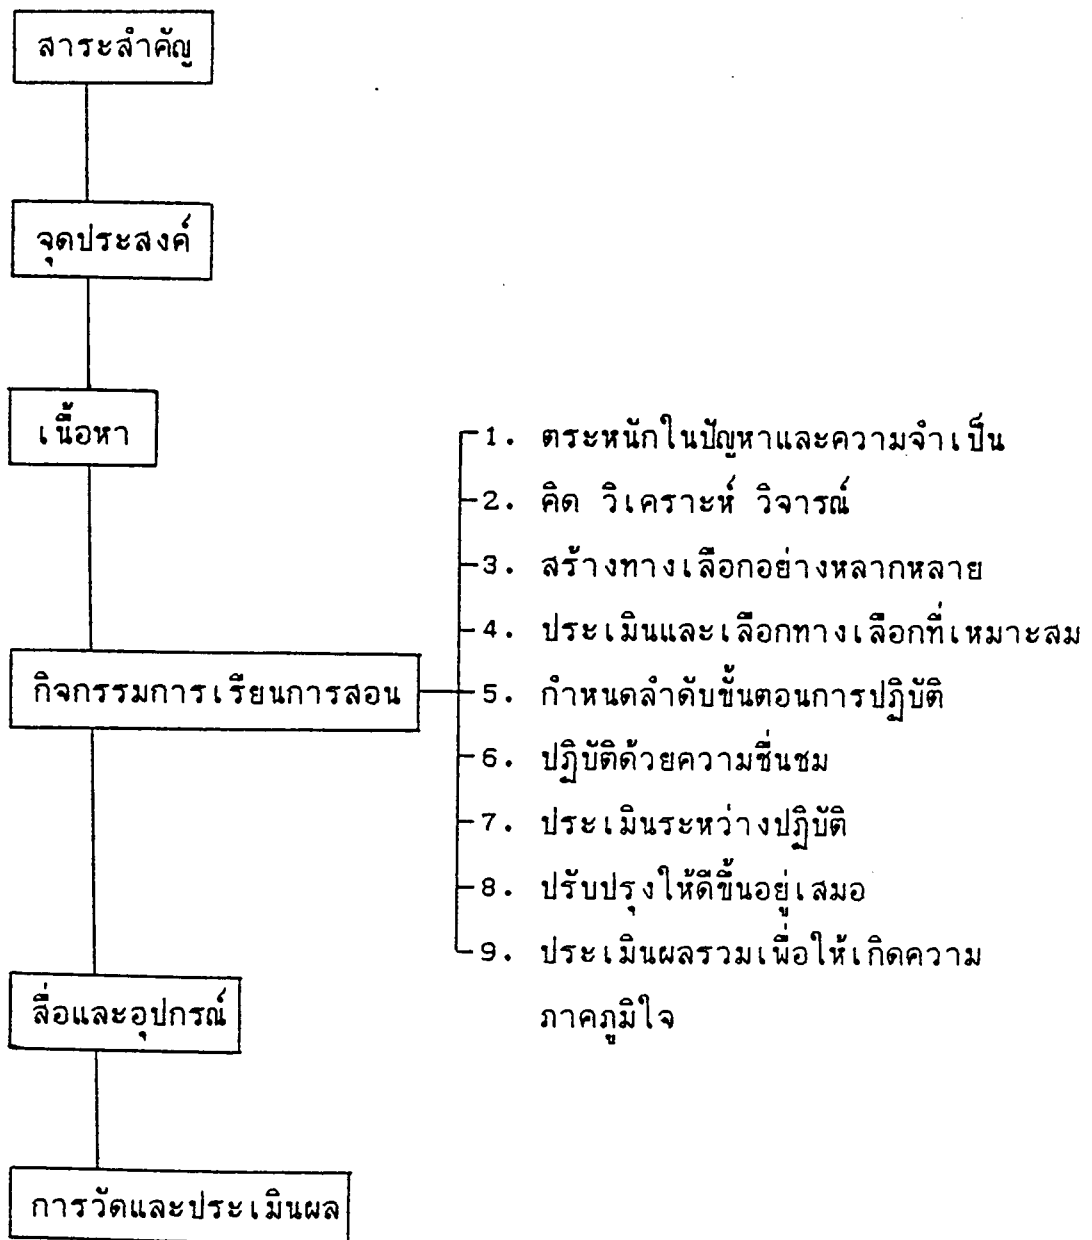 สาระสำคัญ
จุดประสงค์
เนื้อหา
กิจกรรมการเรียนการสอน
1. ตระหนักในปัญหาและความจำเป็น
2. คิด วิเคราะห์ วิจารณ์
3. สร้างทางเลือกอย่างหลากหลาย
4. ประเมินและเลือกทางเลือกที่เหมาะสม
5. กำหนดลำดับขั้นตอนการปฏิบัติ
6. ปฏิบัติด้วยความชื่นชม
7. ประเมินระหว่างปฏิบัติ
8. ปรับปรุงให้ดีขึ้นอยู่เสมอ
9. ประเมินผลรวมเพื่อให้เกิดความ
ภาคภูมิใจ
สื่อและอุปกรณ์
การวัดและประเมินผล